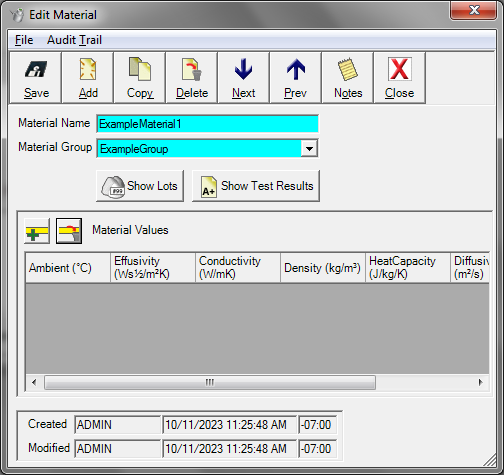 Edit Material
File Audit Trail
Save Add Copy Delete Next Prev Notes Close
Material Name ExampleMaterial1
Material Group ExampleGroup
#99 Show Lots A+ Show Test Results
Material Values
Ambient (°C) Effusivity Conductivity Density (kg/m³) HeatCapacity Diffusiv
(Ws½/m²K) (W/mK) (J/kg/K) (m²/s)
Created ADMIN 10/11/2023 11:25:48 AM -07:00
Modified ADMIN 10/11/2023 11:25:48 AM -07:00